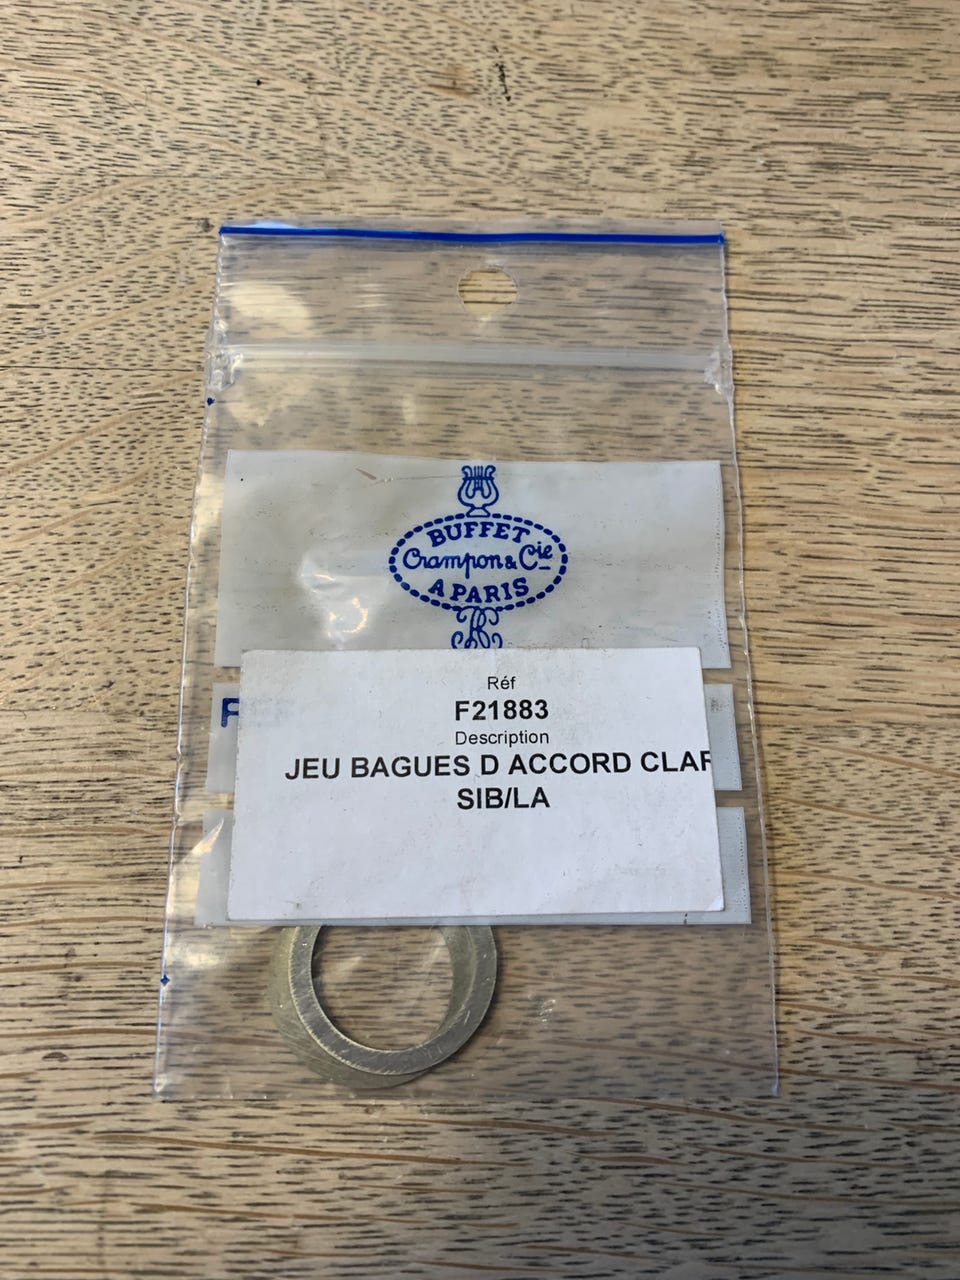 BUFFET
Crampon & Cie
A PARIS
Réf
F21883
Description
JEU BAGUES D ACCORD CLAR
SIB/LA